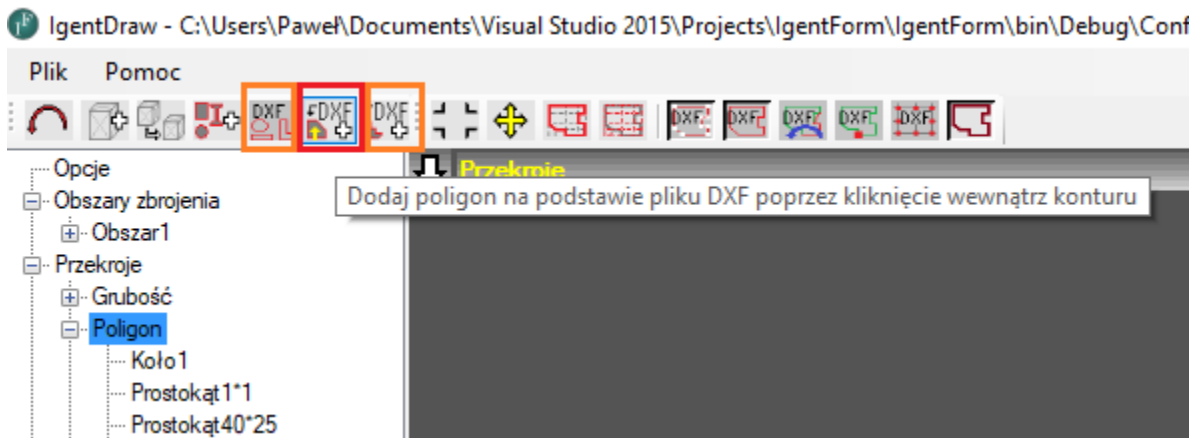 IgentDraw - C:\Users\Paweł\Documents\Visual Studio 2015\Projects\IgentForm\IgentForm\bin\Debug\Conf
Plik Pomoc
DXF DXF DXF DXF DXF DXF DXF DXF
Opcje
Przekroje
Obszary zbrojenia
Dodaj poligon na podstawie pliku DXF poprzez kliknięcie wewnątrz konturu
Obszar1
Przekroje
Grubość
Poligon
Koło1
Prostokąt1*1
Prostokąt40*25